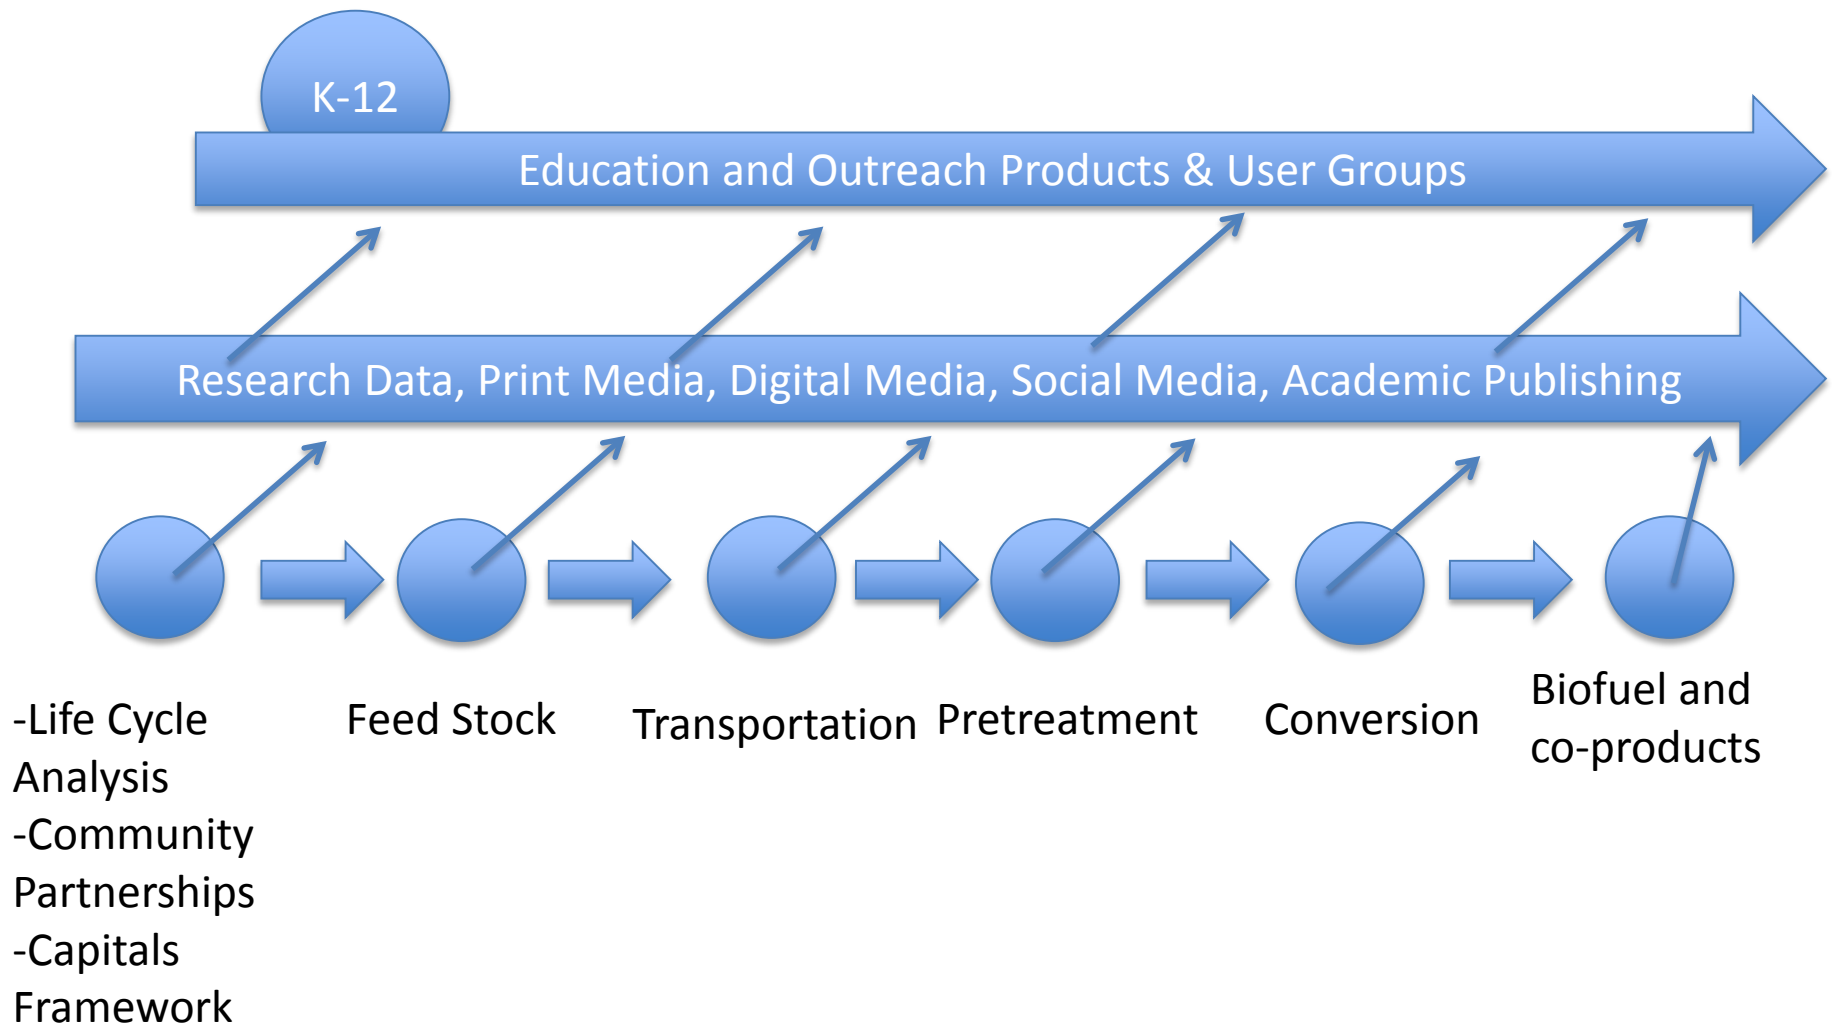 K-12
Education and Outreach Products & User Groups
Research Data, Print Media, Digital Media, Social Media, Academic Publishing
-Life Cycle
Analysis
-Community
Partnerships
-Capitals
Framework
Feed Stock
Transportation
Pretreatment
Conversion
Biofuel and
co-products